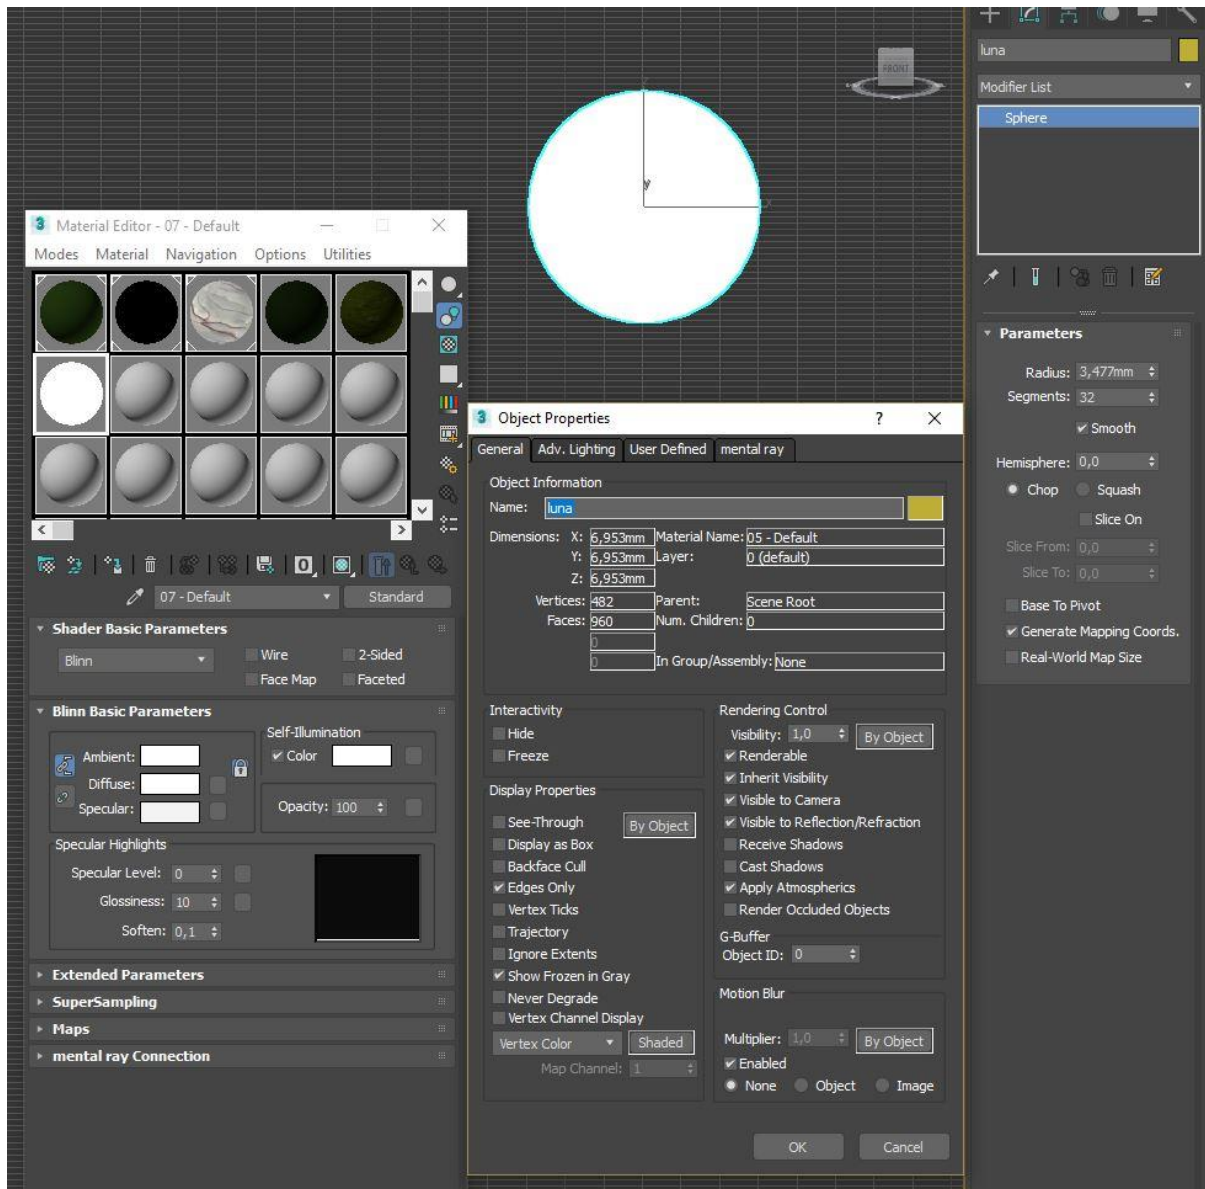 FRONT
y
luna
Modifier List
Sphere
Parameters
Radius: 3,477mm
Segments: 32
Smooth
Hemisphere: 0,0
Chop Squash
Slice On
Slice From: 0,0
Slice To: 0,0
Base To Pivot
Generate Mapping Coords.
Real-World Map Size
3 Material Editor - 07 - Default
Modes Material Navigation Options Utilities
0
07 - Default Standard
Shader Basic Parameters
Blinn
Wire 2-Sided
Face Map Faceted
Blinn Basic Parameters
Self-Illumination
Ambient: Color
Diffuse:
Specular: Opacity: 100
Specular Highlights
Specular Level: 0
Glossiness: 10
Soften: 0,1
Extended Parameters
SuperSampling
Maps
mental ray Connection
3 Object Properties ?
General Adv. Lighting User Defined mental ray
Object Information
Name: luna
Dimensions: X: 6,953mm Material Name: 05 - Default
Y: 6,953mm Layer: 0 (default)
Z: 6,953mm
Vertices: 482 Parent: Scene Root
Faces: 960 Num. Children: 0
0
0 In Group/Assembly: None
Interactivity
Hide
Freeze
Display Properties
See-Through By Object
Display as Box
Backface Cull
Edges Only
Vertex Ticks
Trajectory
Ignore Extents
Show Frozen in Gray
Never Degrade
Vertex Channel Display
Vertex Color Shaded
Map Channel: 1
Rendering Control
Visibility: 1,0 By Object
Renderable
Inherit Visibility
Visible to Camera
Visible to Reflection/Refraction
Receive Shadows
Cast Shadows
Apply Atmospherics
Render Occluded Objects
G-Buffer
Object ID: 0
Motion Blur
Multiplier: 1,0 By Object
Enabled
None Object Image
OK Cancel